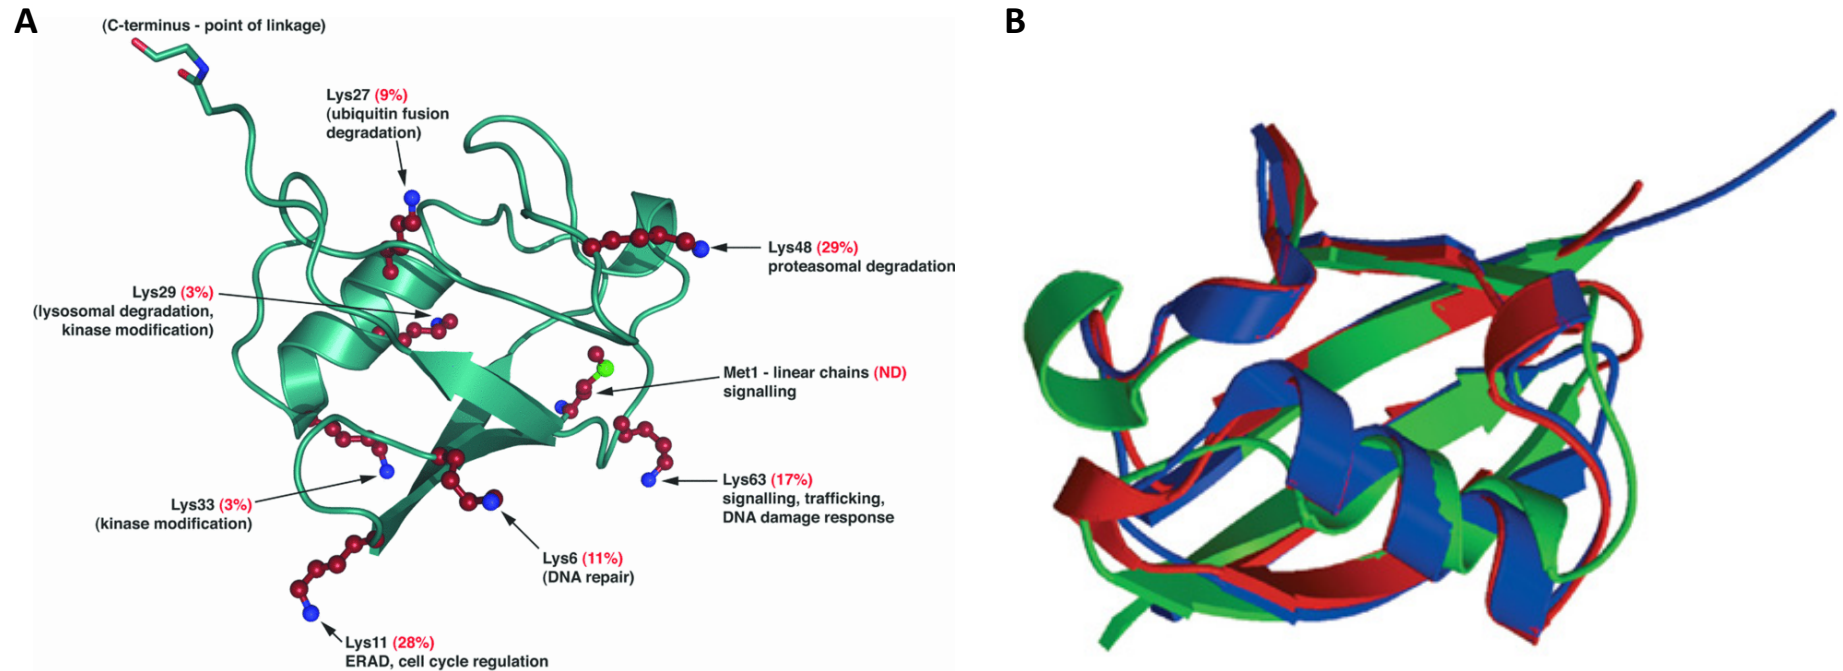 A
B
(C-terminus - point of linkage)
Lys27 (9%)
(ubiquitin fusion
degradation)
Lys48 (29%)
proteasomal degradation
Lys29 (3%)
(lysosomal degradation,
kinase modification)
Met1 - linear chains (ND)
signalling
Lys63 (17%)
signalling, trafficking,
DNA damage response
Lys33 (3%)
(kinase modification)
Lys6 (11%)
(DNA repair)
Lys11 (28%)
ERAD, cell cycle regulation